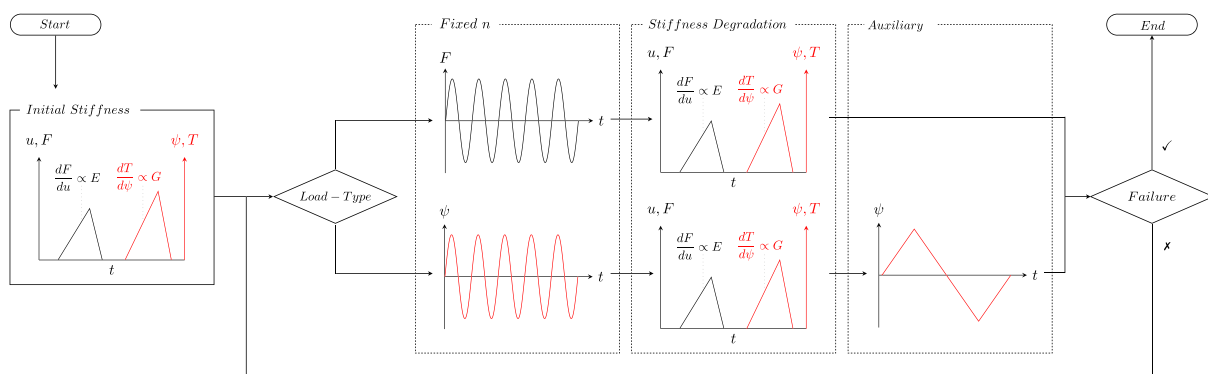 Start
Initial Stiffness
u, F
ψ, T
dF/du ∝ E
dT/dψ ∝ G
t
Load − Type
Fixed n
F
t
ψ
t
Stiffness Degradation
u, F
ψ, T
dF/du ∝ E
dT/dψ ∝ G
t
u, F
ψ, T
dF/du ∝ E
dT/dψ ∝ G
t
Auxiliary
ψ
t
End
✓
Failure
✗